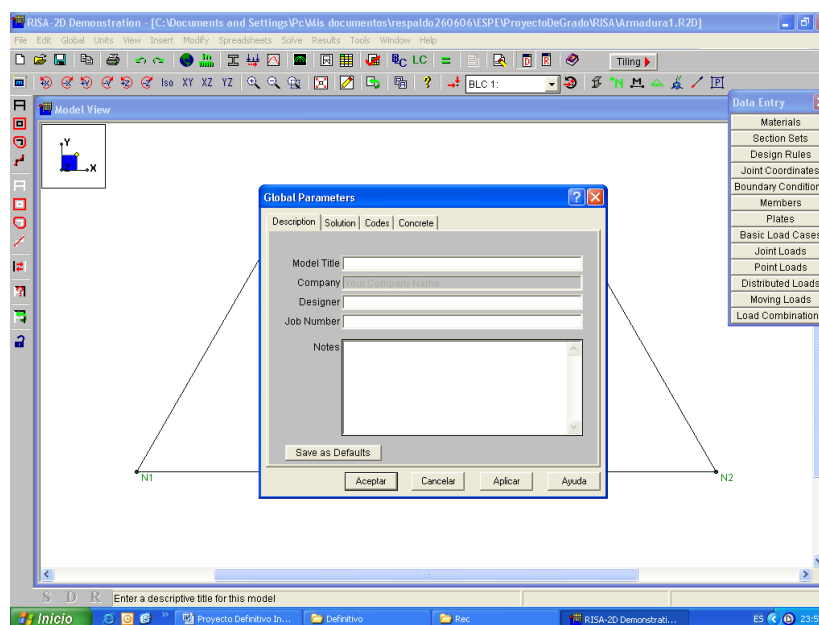 RISA-2D Demonstration - [C:\Documents and Settings\Pc\Mis documentos\respaldo260606\ESPE\ProyectoDeGrado\RISA\Armadura1.R2D]
File Edit Global Units View Insert Modify Spreadsheets Solve Results Tools Window Help
BC LC = D R Tiling
Iso XY XZ YZ BLC 1: N M P
Model View
Y
Z X
Data Entry
Materials
Section Sets
Design Rules
Joint Coordinates
Boundary Condition
Members
Plates
Basic Load Cases
Joint Loads
Point Loads
Distributed Loads
Moving Loads
Load Combination
Global Parameters
Description Solution Codes Concrete
Model Title
Company Your Company Name
Designer
Job Number
Notes
Save as Defaults
Aceptar Cancelar Aplicar Ayuda
N1
N2
S D R Enter a descriptive title for this model
Inicio Proyecto Definitivo In... Definitivo Rec RISA-2D Demonstrati... ES 23:5